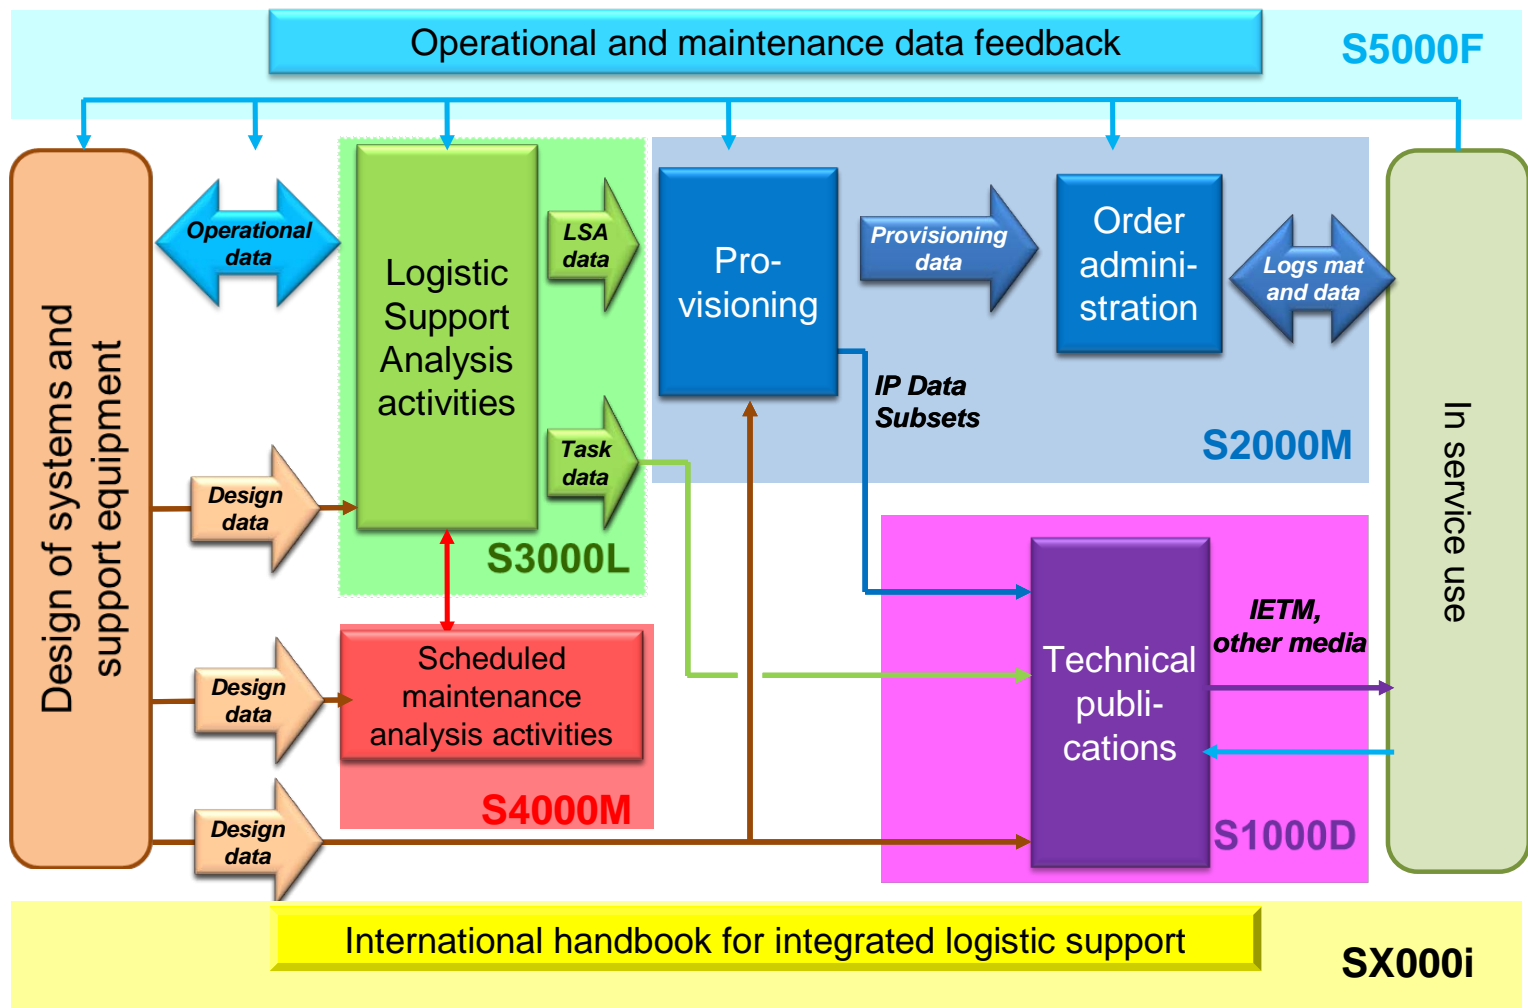 Operational and maintenance data feedback
S5000F
Design of systems and
support equipment
Operational
data
Logistic
Support
Analysis
activities
LSA
data
Task
data
S3000L
Pro-
visioning
Provisioning
data
Order
admini-
stration
Logs mat
and data
IP Data
Subsets
S2000M
In service use
Design
data
Design
data
Design
data
Scheduled
maintenance
analysis activities
S4000M
Technical
publi-
cations
IETM,
other media
S1000D
International handbook for integrated logistic support
SX000i